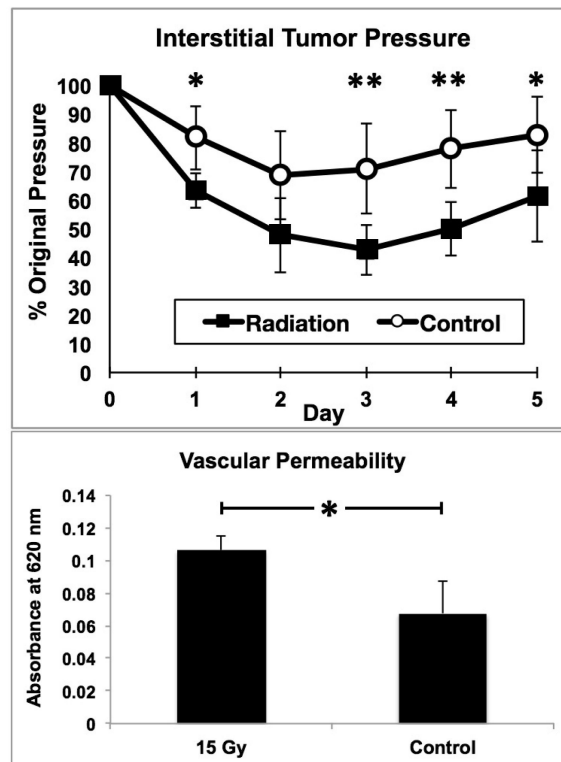 Interstitial Tumor Pressure
% Original Pressure
100
90
80
70
60
50
40
30
20
10
0
* ** ** *
Radiation Control
0 1 2 3 4 5
Day
Vascular Permeability
Absorbance at 620 nm
0.14
0.12
0.1
0.08
0.06
0.04
0.02
0
*
15 Gy Control